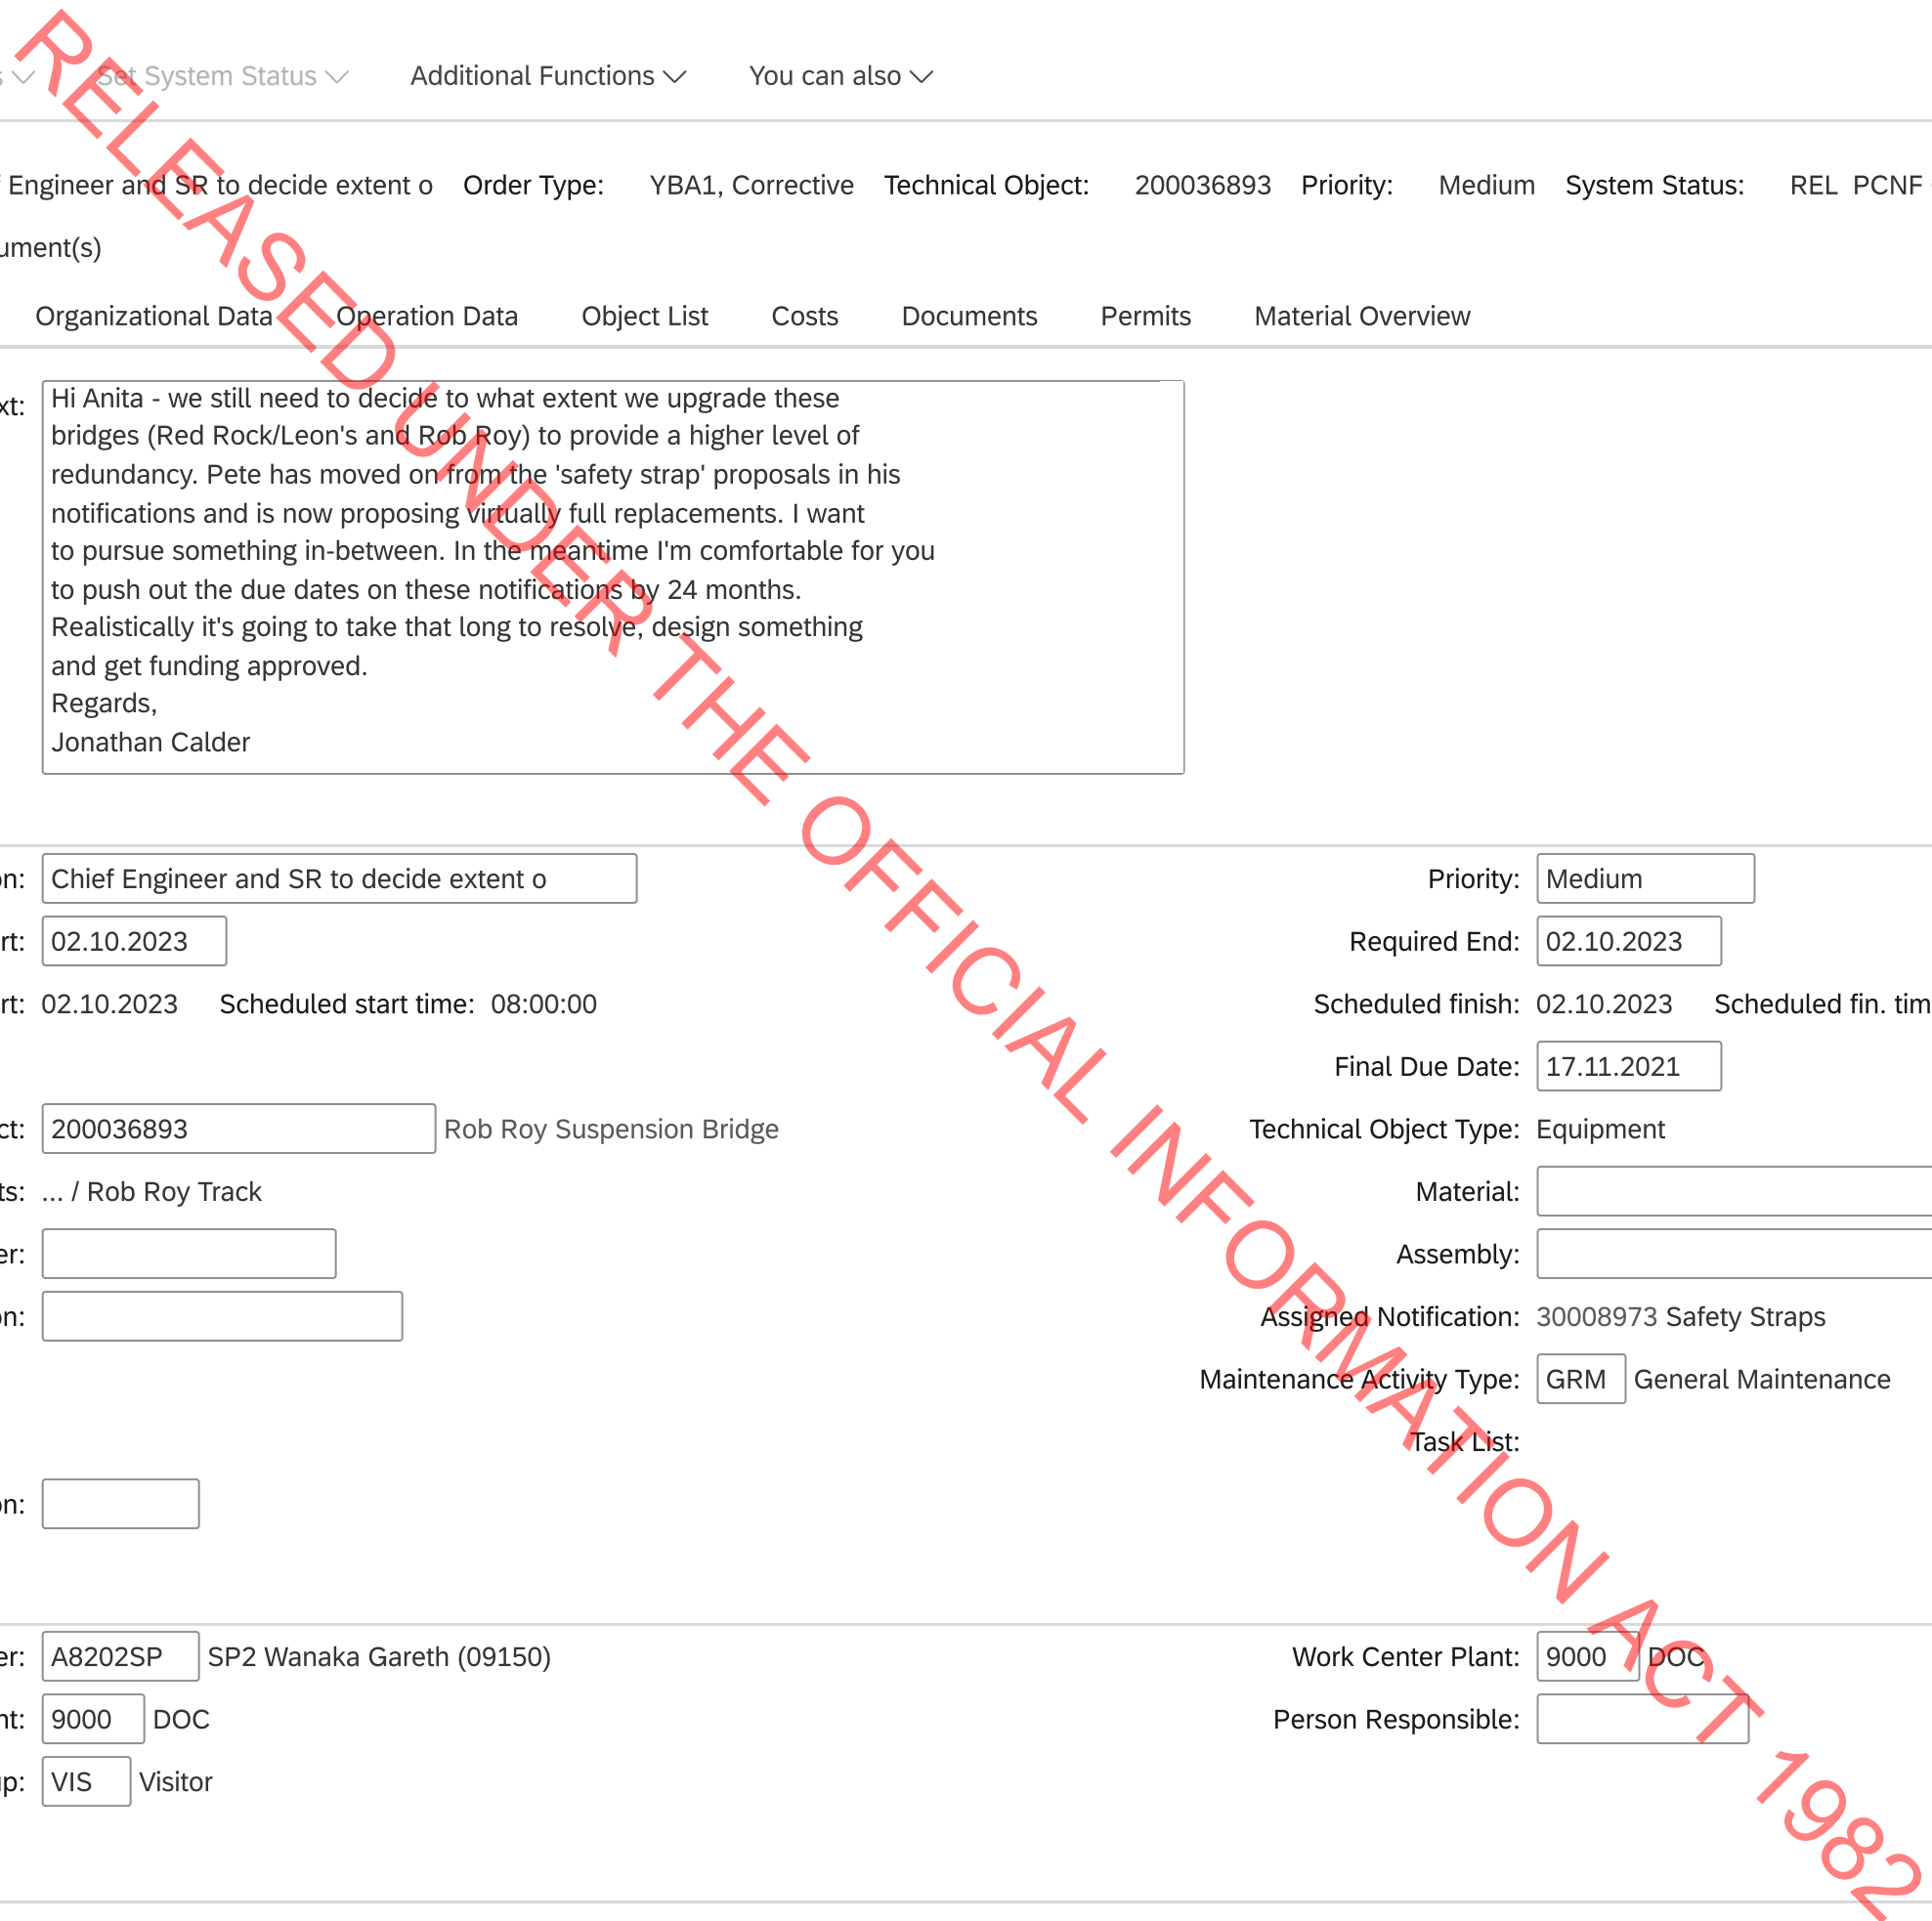 Set System Status Additional Functions You can also
Engineer and SR to decide extent o Order Type: YBA1, Corrective Technical Object: 200036893 Priority: Medium System Status: REL PCNF
ument(s)
Organizational Data Operation Data Object List Costs Documents Permits Material Overview
xt:
Hi Anita - we still need to decide to what extent we upgrade these
bridges (Red Rock/Leon's and Rob Roy) to provide a higher level of
redundancy. Pete has moved on from the 'safety strap' proposals in his
notifications and is now proposing virtually full replacements. I want
to pursue something in-between. In the meantime I'm comfortable for you
to push out the due dates on these notifications by 24 months.
Realistically it's going to take that long to resolve, design something
and get funding approved.
Regards,
Jonathan Calder
on: Chief Engineer and SR to decide extent o Priority: Medium
rt: 02.10.2023 Required End: 02.10.2023
rt: 02.10.2023 Scheduled start time: 08:00:00 Scheduled finish: 02.10.2023 Scheduled fin. tim
Final Due Date: 17.11.2021
ct: 200036893 Rob Roy Suspension Bridge Technical Object Type: Equipment
ts: ... / Rob Roy Track Material:
er: Assembly:
on: Assigned Notification: 30008973 Safety Straps
Maintenance Activity Type: GRM General Maintenance
Task List:
on:
er: A8202SP SP2 Wanaka Gareth (09150) Work Center Plant: 9000 DOC
nt: 9000 DOC Person Responsible:
up: VIS Visitor
RELEASED UNDER THE OFFICIAL INFORMATION ACT 1982